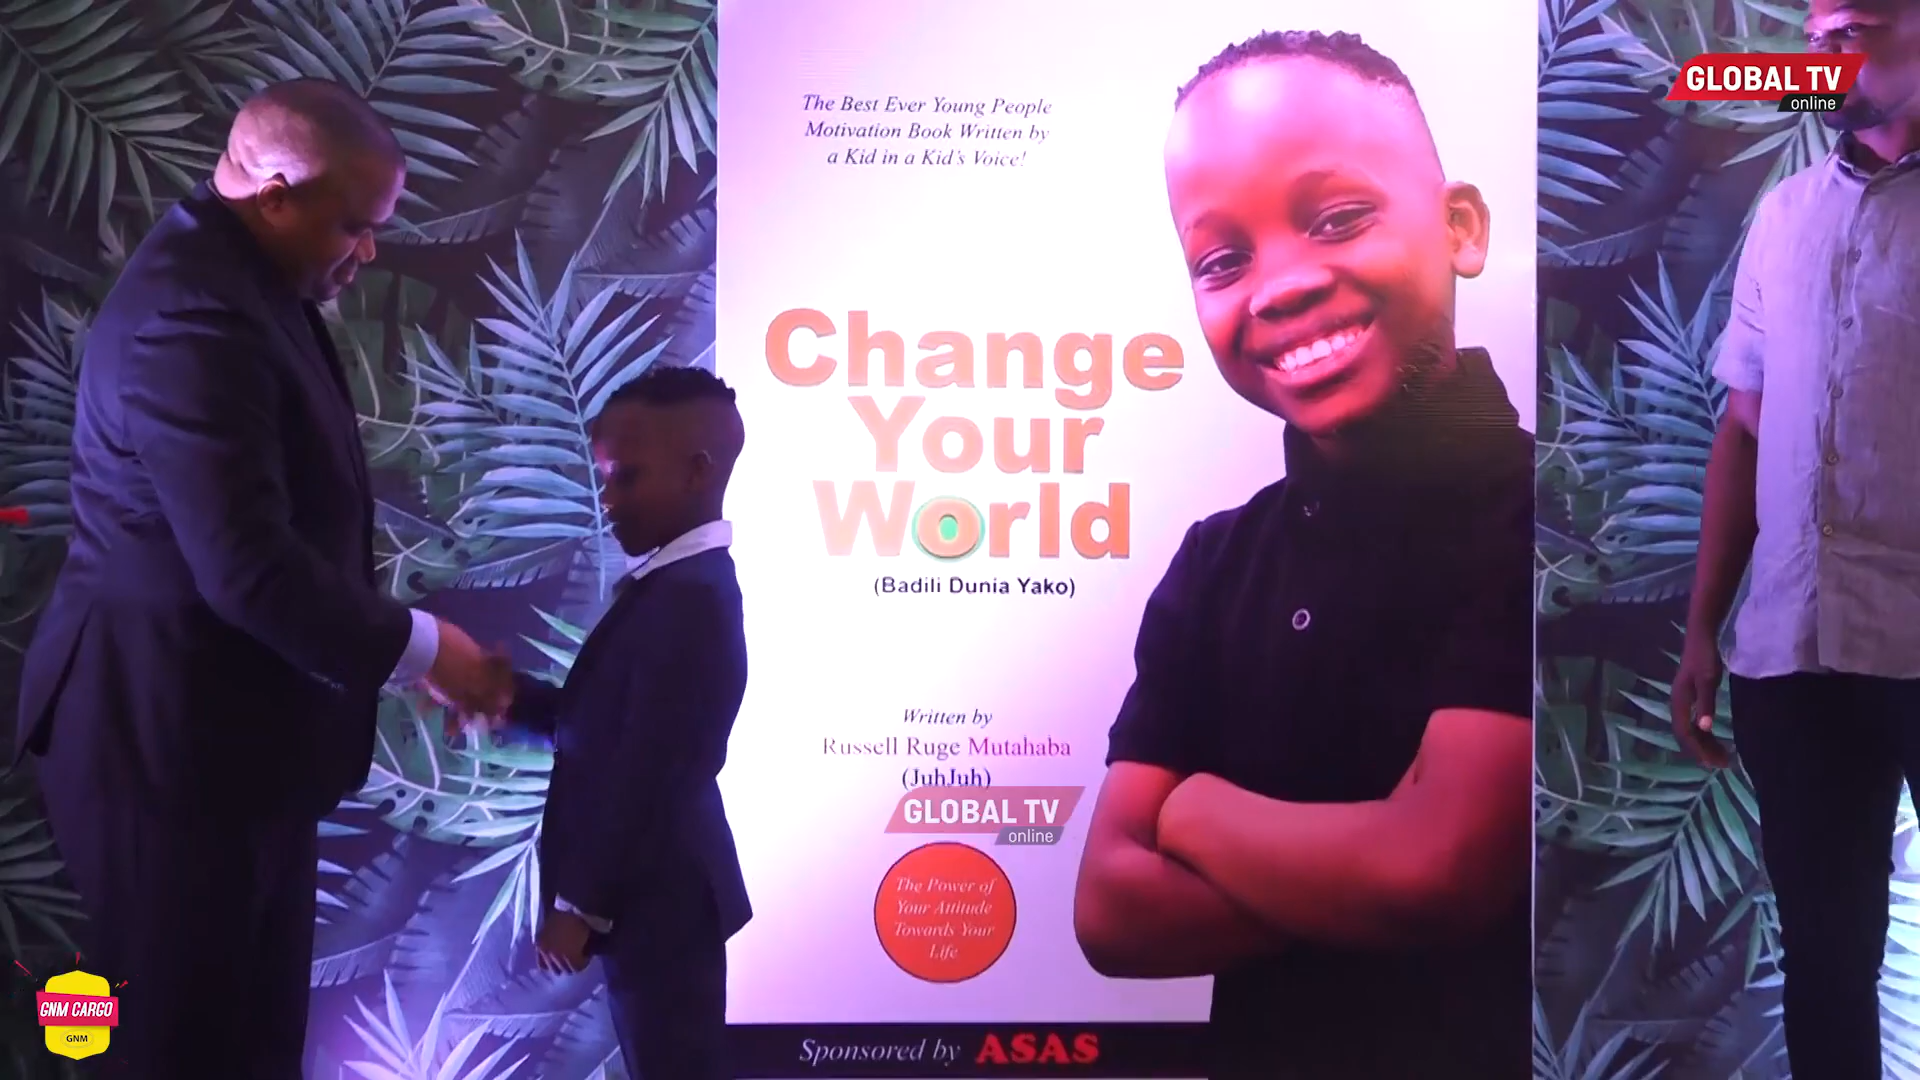 GLOBAL TV
online
The Best Ever Young People
Motivation Book Written by
a Kid in a Kid's Voice!
Change
Your
World
(Badili Dunia Yako)
Written by
Russell Ruge Mutahaba
(JuhJuh)
GLOBAL TV
online
The Power of
Your Attitude
Towards Your
Life
Sponsored by ASAS
GNM CARGO
GNM